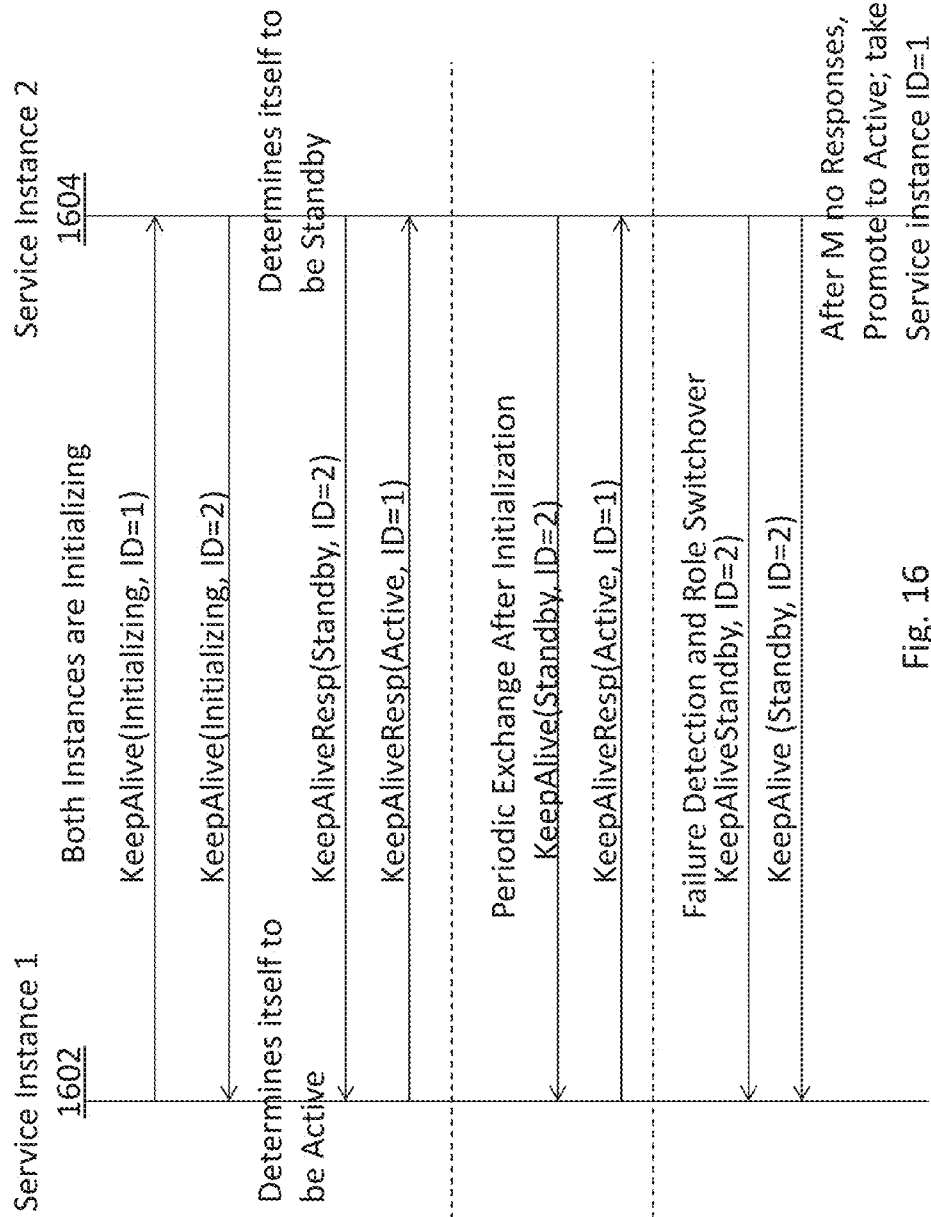 Service Instance 1
1602
Service Instance 2
1604
Both Instances are Initializing
KeepAlive(Initializing, ID=1)
KeepAlive(Initializing, ID=2)
Determines itself to
be Active
Determines itself to
be Standby
KeepAliveResp(Standby, ID=2)
KeepAliveResp(Active, ID=1)
Periodic Exchange After Initialization
KeepAlive(Standby, ID=2)
KeepAliveResp(Active, ID=1)
Failure Detection and Role Switchover
KeepAliveStandby, ID=2)
KeepAlive (Standby, ID=2)
After M no Responses,
Promote to Active; take
Service instance ID=1
Fig. 16